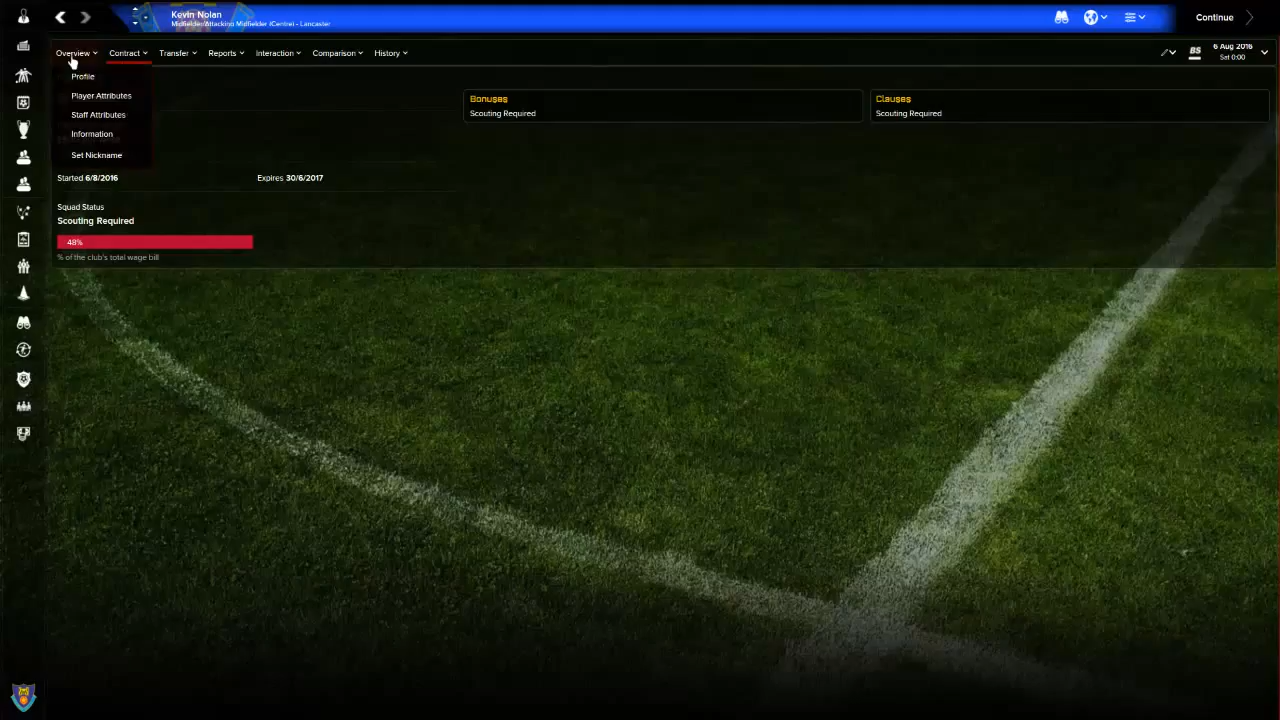 Kevin Nolan
Midfielder/Attacking Midfielder (Centre) - Lancaster
Continue
Overview Contract Transfer Reports Interaction Comparison History
BS
6 Aug 2016
Sat 0:00
Profile
Player Attributes
Staff Attributes
Information
Set Nickname
Bonuses
Scouting Required
Clauses
Scouting Required
Started 6/8/2016 Expires 30/6/2017
Squad Status
Scouting Required
48%
% of the club's total wage bill